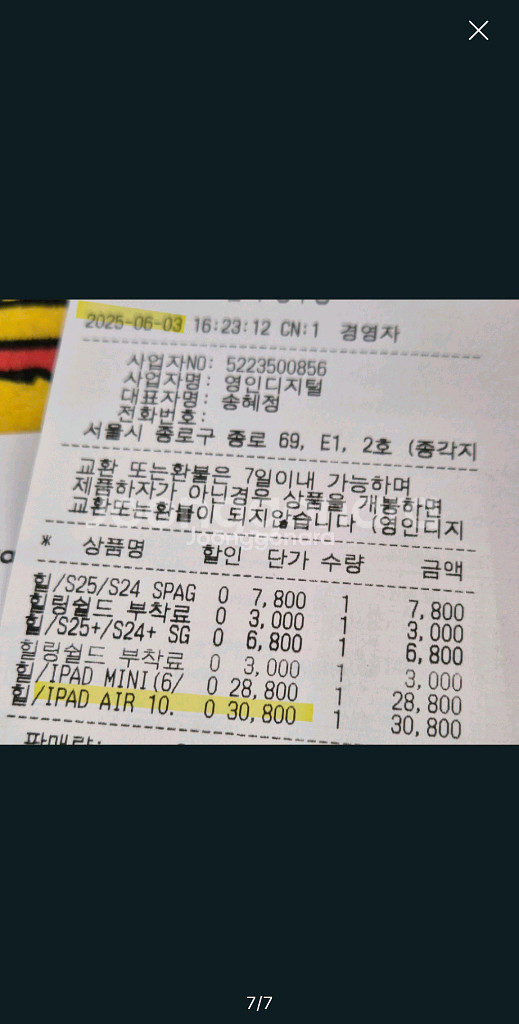 2025-06-03 16:23:12 CN:1 경영자
사업자NO: 5223500856
사업자명: 영인디지털
대표자명: 송혜정
전화번호:
서울시 종로구 종로 69, E1, 2호 (종각지
교환 또는환불은 7일이내 가능하며
제품하자가 아닌경우 상품을 개봉하면
교환또는환불이 되지않습니다 (영인디지
* 상품명 할인 단가 수량 금액
힐/S25/S24 SPAG 0 7,800 1 7,800
힐링쉴드 부착료 0 3,000 1 3,000
힐/S25+/S24+ SG 0 6,800 1 6,800
힐링쉴드 부착료 0 3,000 1 3,000
힐/IPAD MINI(6/ 0 28,800 1 28,800
힐/IPAD AIR 10. 0 30,800 1 30,800
7/7